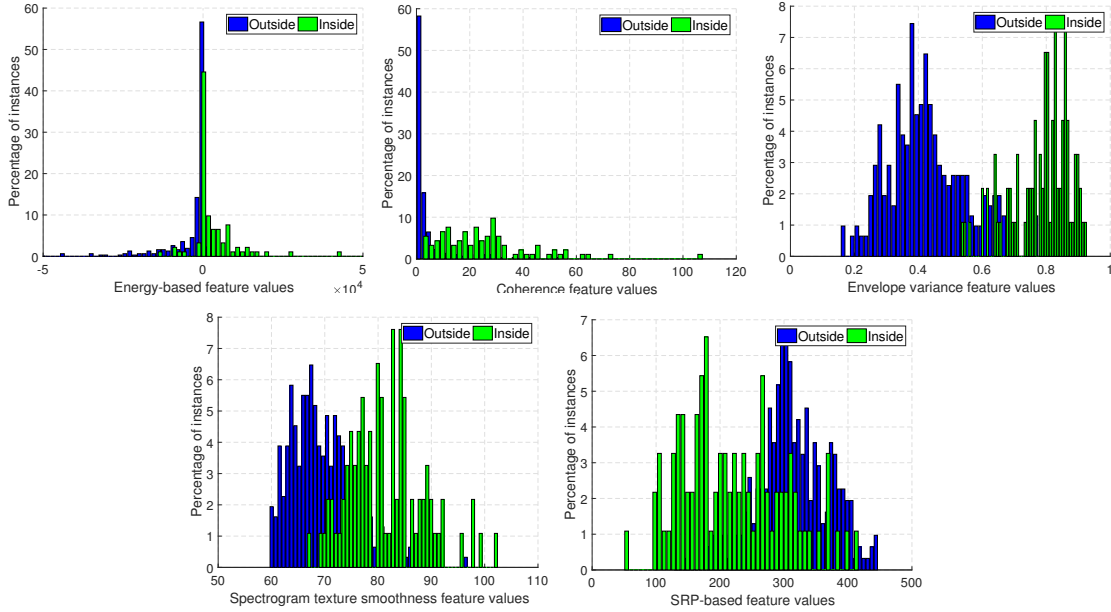 60
50
40
30
20
10
0
Percentage of instances
Outside Inside
-5 0 5
Energy-based feature values ×10⁴
60
50
40
30
20
10
0
Percentage of instances
Outside Inside
0 20 40 60 80 100 120
Coherence feature values
8
7
6
5
4
3
2
1
0
Percentage of instances
Outside Inside
0 0.2 0.4 0.6 0.8 1
Envelope variance feature values
8
7
6
5
4
3
2
1
0
Percentage of instances
Outside Inside
50 60 70 80 90 100 110
Spectrogram texture smoothness feature values
7
6
5
4
3
2
1
0
Percentage of instances
Outside Inside
0 100 200 300 400 500
SRP-based feature values